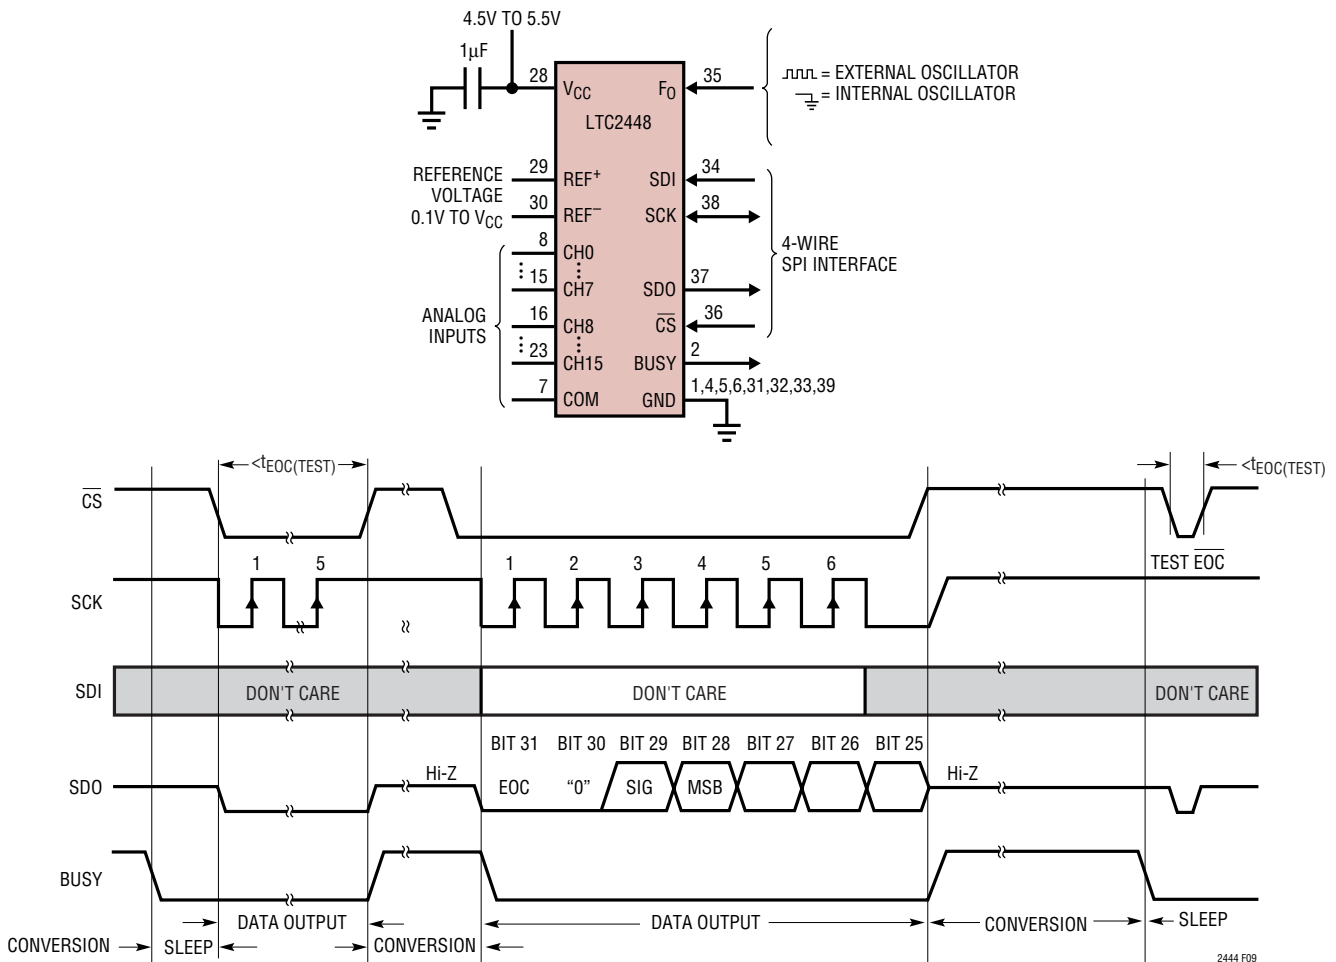 4.5V TO 5.5V
1µF
28
VCC
FO
35
= EXTERNAL OSCILLATOR
= INTERNAL OSCILLATOR
LTC2448
REFERENCE
VOLTAGE
0.1V TO VCC
29
REF+
30
REF−
SDI
34
SCK
38
4-WIRE
SPI INTERFACE
ANALOG
INPUTS
8
CH0
15
CH7
SDO
37
16
CH8
CS
36
23
CH15
BUSY
2
7
COM
GND
1,4,5,6,31,32,33,39
<tEOC(TEST)
<tEOC(TEST)
CS
TEST EOC
SCK
1
5
1
2
3
4
5
6
SDI
DON'T CARE
DON'T CARE
DON'T CARE
BIT 31
BIT 30
BIT 29
BIT 28
BIT 27
BIT 26
BIT 25
SDO
Hi-Z
EOC
“0”
SIG
MSB
Hi-Z
BUSY
CONVERSION
SLEEP
DATA OUTPUT
CONVERSION
DATA OUTPUT
CONVERSION
SLEEP
2444 F09